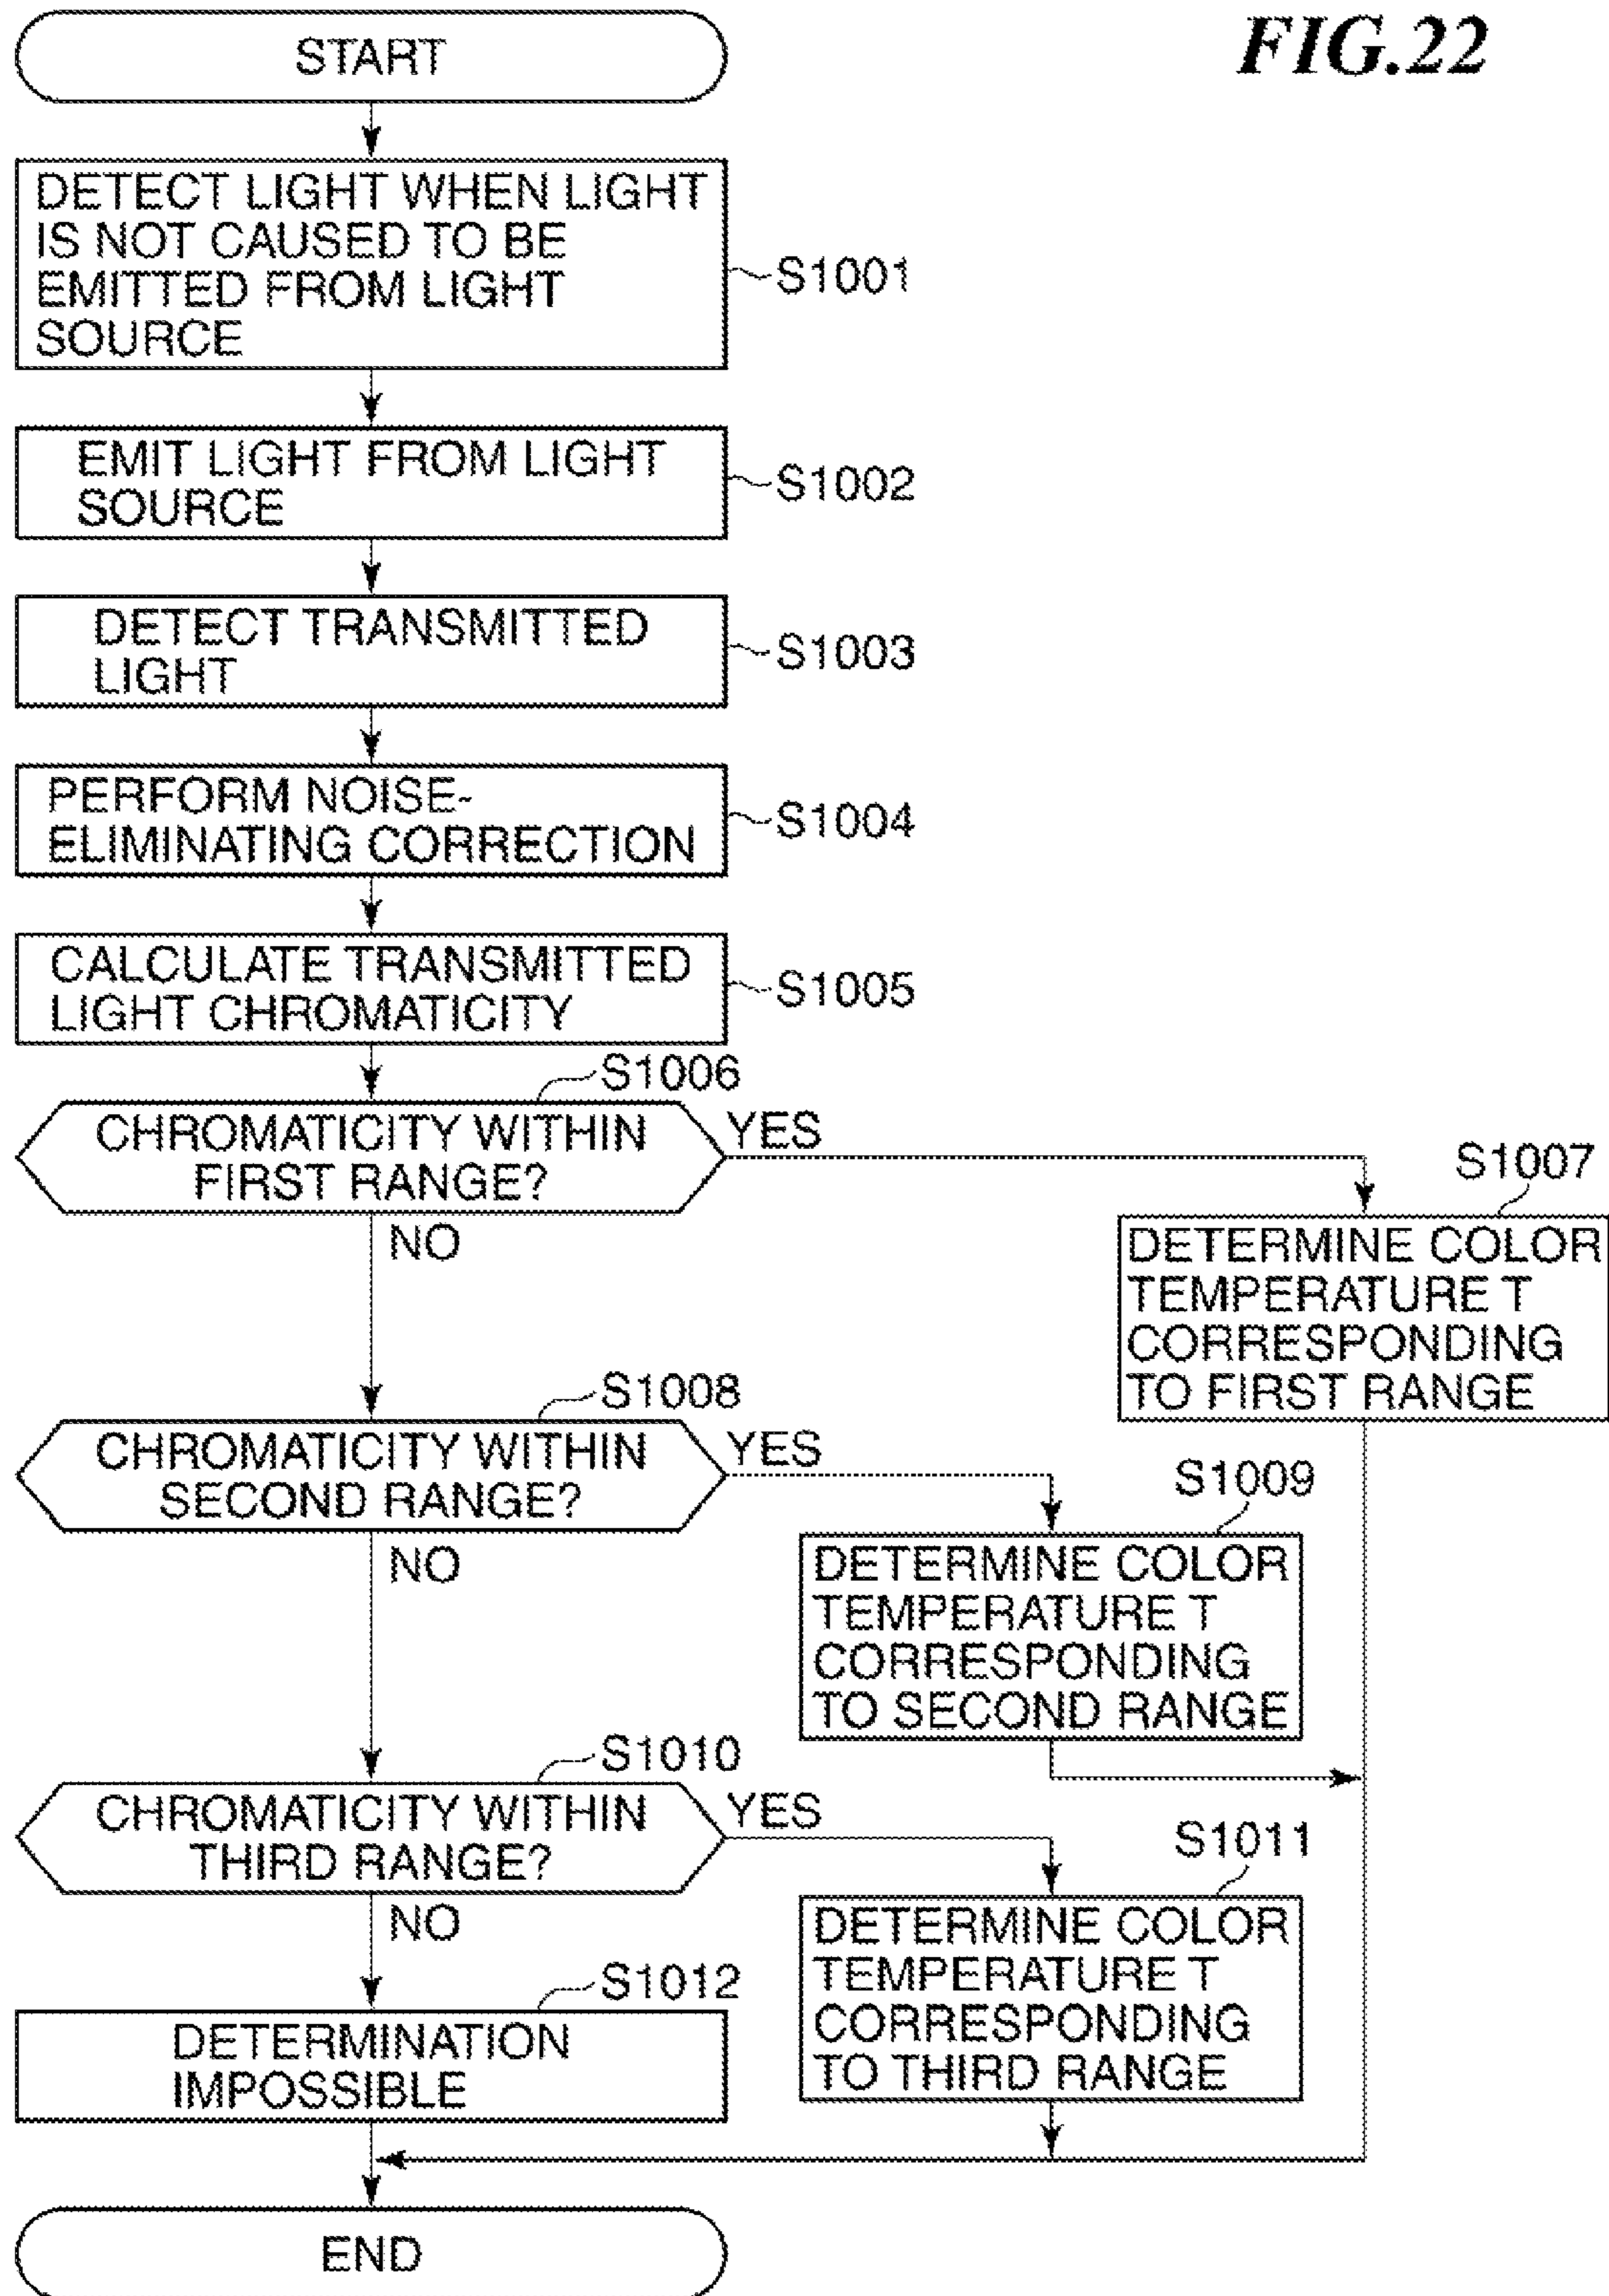 FIG.22
START
DETECT LIGHT WHEN LIGHT
IS NOT CAUSED TO BE
EMITTED FROM LIGHT
SOURCE
S1001
EMIT LIGHT FROM LIGHT
SOURCE
S1002
DETECT TRANSMITTED
LIGHT
S1003
PERFORM NOISE-
ELIMINATING CORRECTION
S1004
CALCULATE TRANSMITTED
LIGHT CHROMATICITY
S1005
S1006
CHROMATICITY WITHIN
FIRST RANGE?
YES
NO
S1007
DETERMINE COLOR
TEMPERATURE T
CORRESPONDING
TO FIRST RANGE
S1008
CHROMATICITY WITHIN
SECOND RANGE?
YES
NO
S1009
DETERMINE COLOR
TEMPERATURE T
CORRESPONDING
TO SECOND RANGE
S1010
CHROMATICITY WITHIN
THIRD RANGE?
YES
NO
S1011
DETERMINE COLOR
TEMPERATURE T
CORRESPONDING
TO THIRD RANGE
S1012
DETERMINATION
IMPOSSIBLE
END